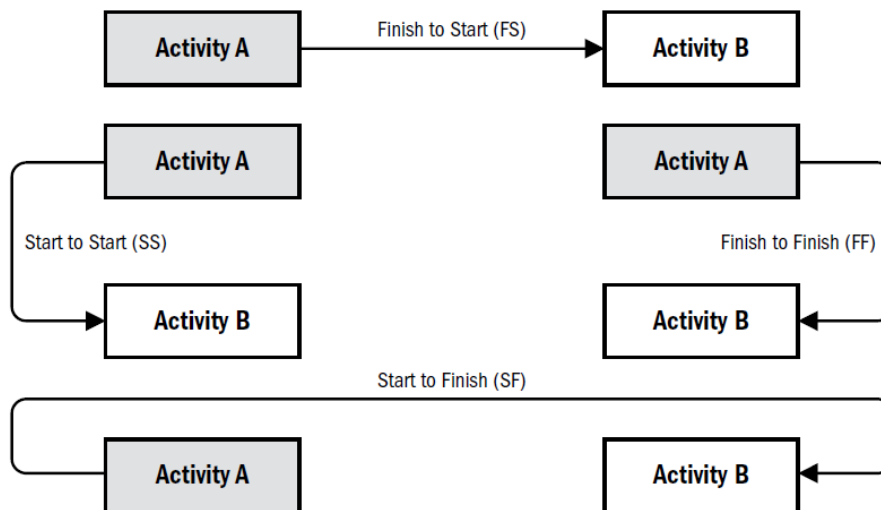 Activity A
Finish to Start (FS)
Activity B
Activity A
Activity A
Start to Start (SS)
Finish to Finish (FF)
Activity B
Activity B
Start to Finish (SF)
Activity A
Activity B